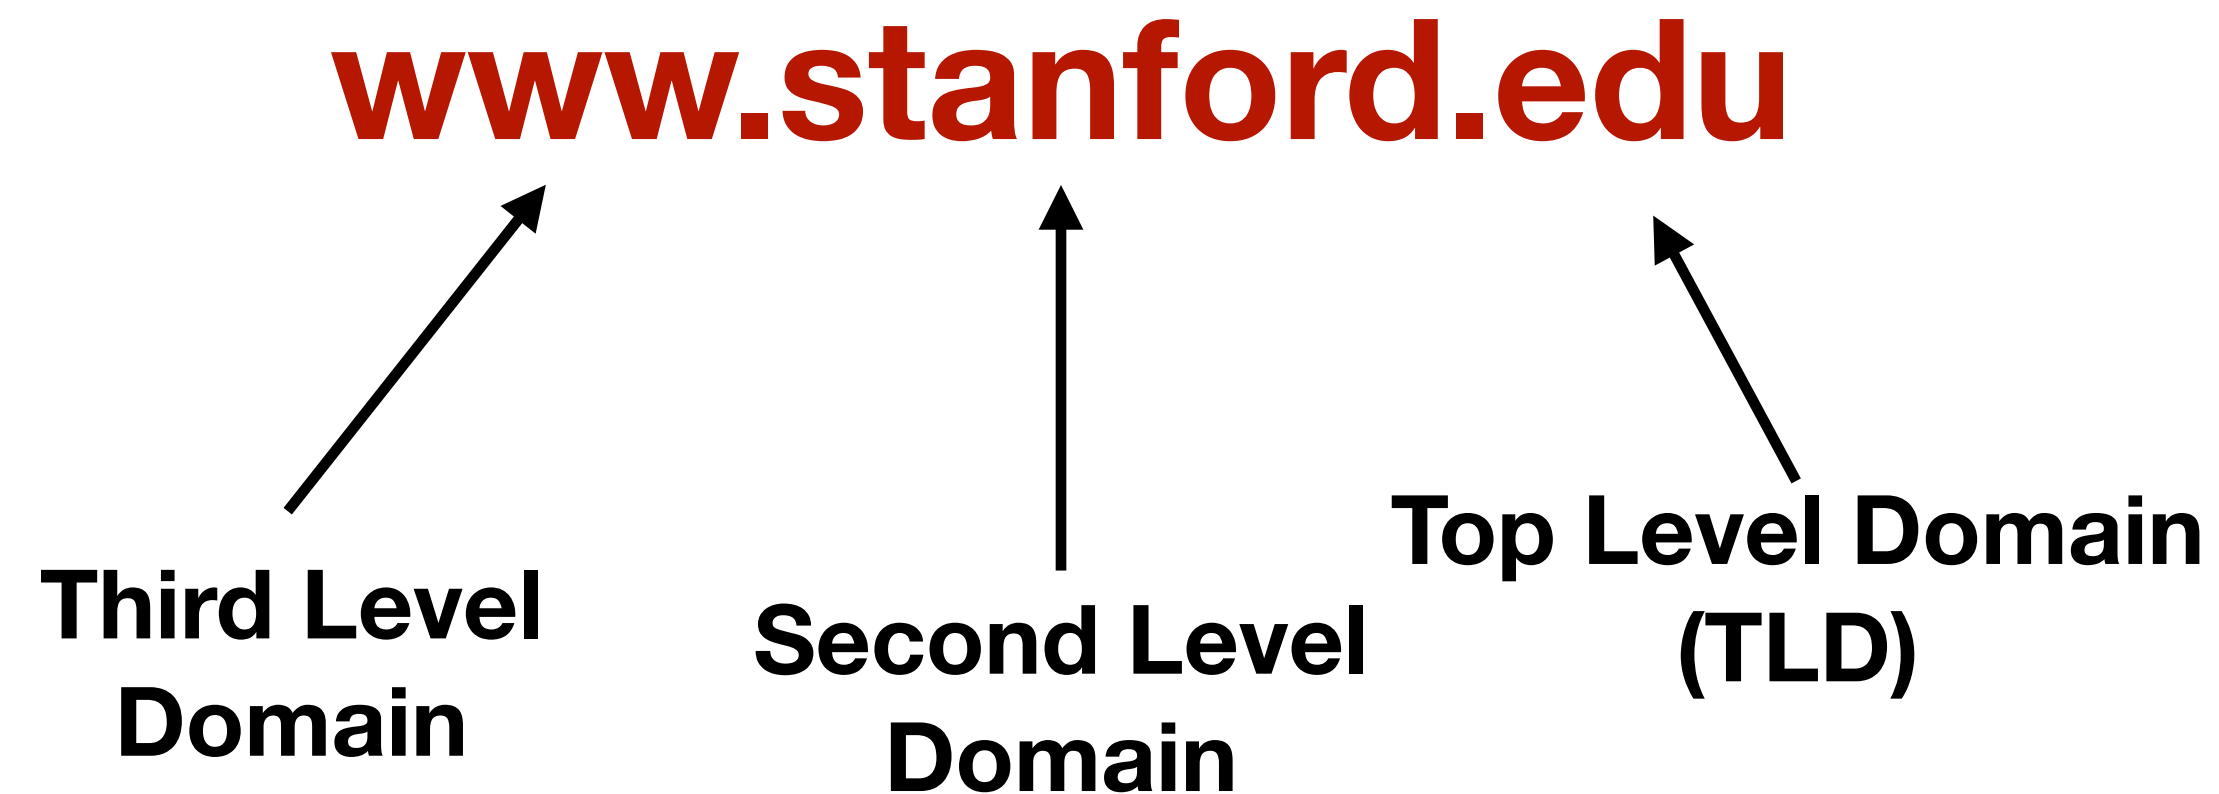 www.stanford.edu
Third Level
Domain
Second Level
Domain
Top Level Domain
(TLD)